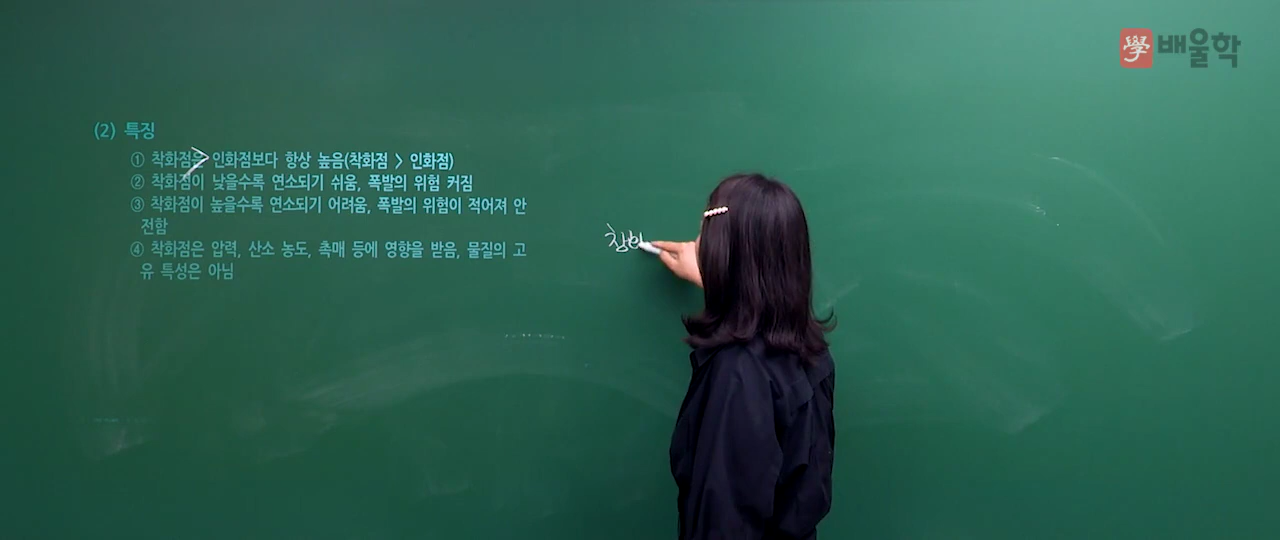 學 배울학
(2) 특징
① 착화점은 > 인화점보다 항상 높음(착화점 > 인화점)
② 착화점이 낮을수록 연소되기 쉬움, 폭발의 위험 커짐
③ 착화점이 높을수록 연소되기 어려움, 폭발의 위험이 적어져 안
전함
④ 착화점은 압력, 산소 농도, 촉매 등에 영향을 받음, 물질의 고
유 특성은 아님